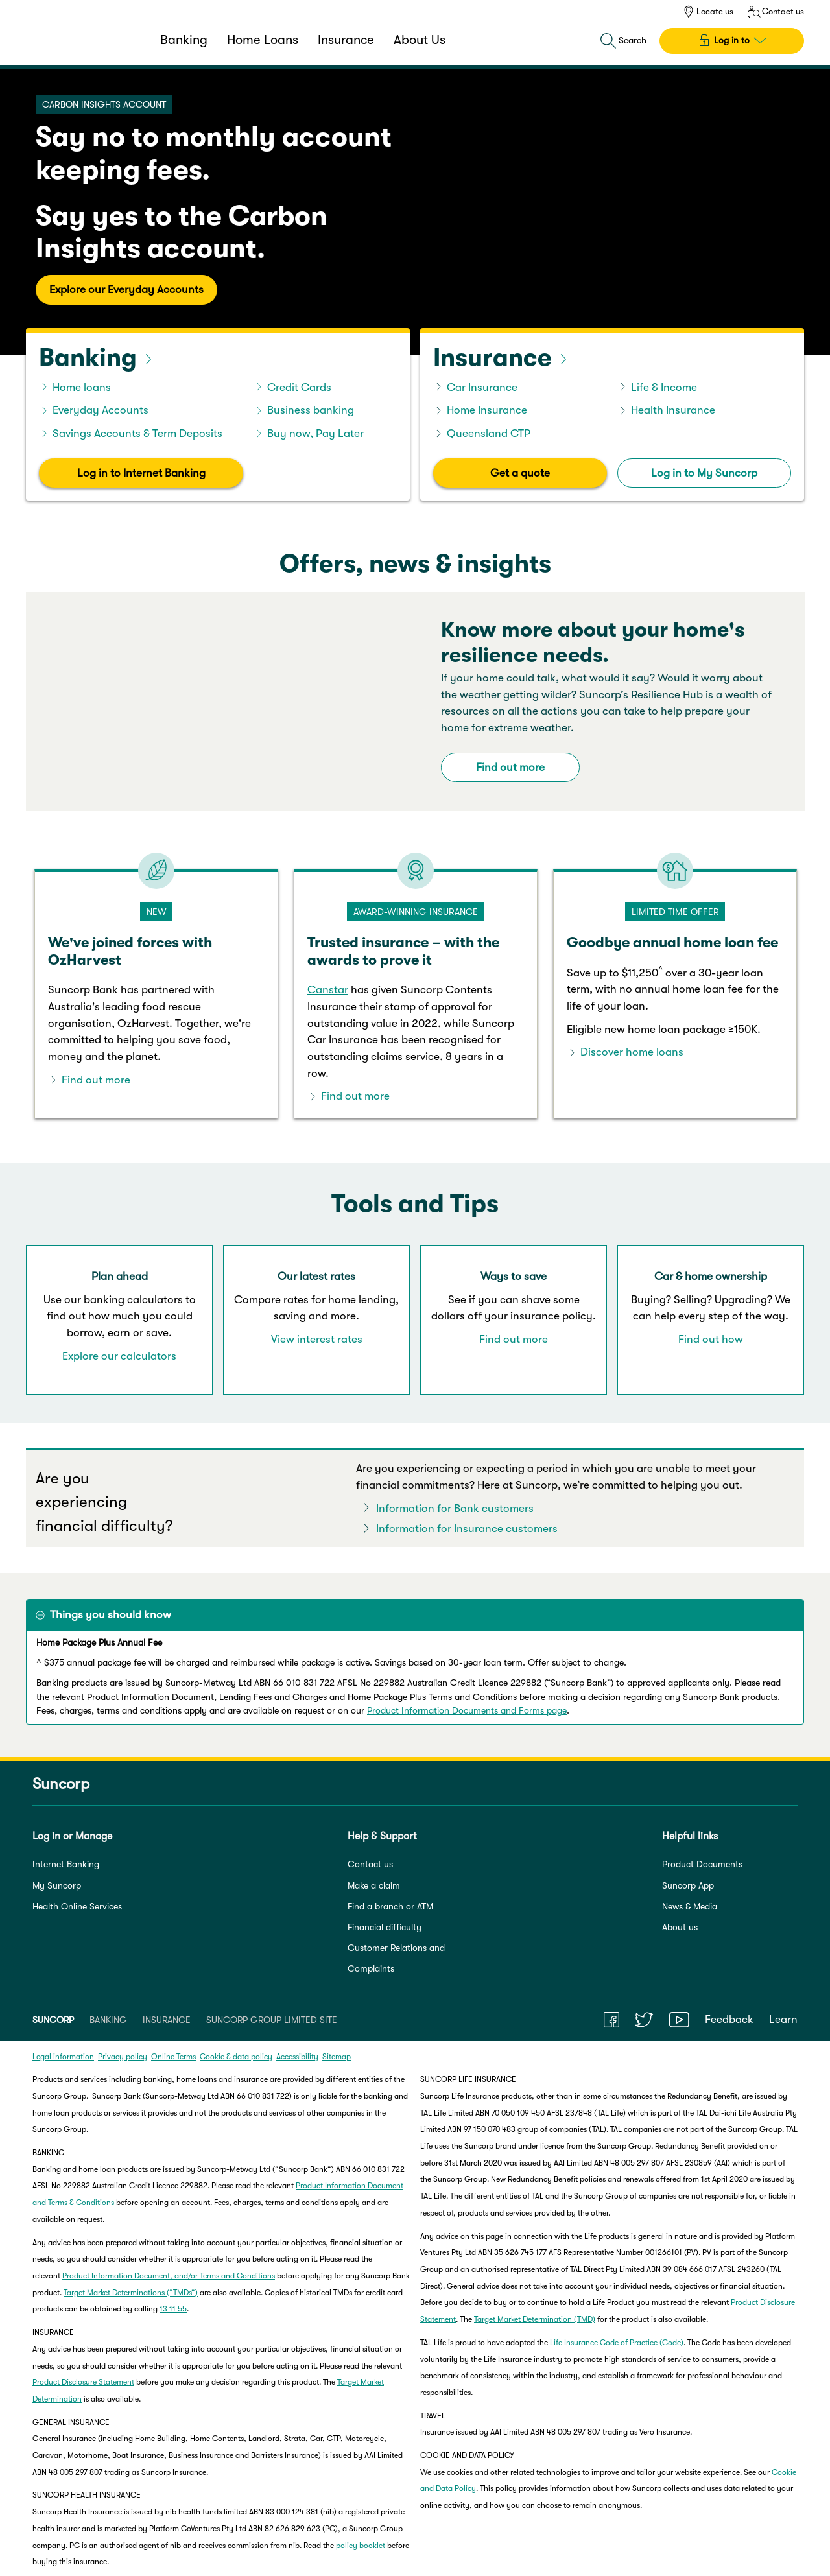 Locate us
Contact us
Banking
Home Loans
Insurance
About Us
Search
Log in to
CARBON INSIGHTS ACCOUNT
Say no to monthly account
keeping fees.
Say yes to the Carbon
Insights account.
Explore our Everyday Accounts
Banking
Home loans
Everyday Accounts
Savings Accounts & Term Deposits
Credit Cards
Business banking
Buy now, Pay Later
Log in to Internet Banking
Insurance
Car Insurance
Home Insurance
Queensland CTP
Life & Income
Health Insurance
Get a quote
Log in to My Suncorp
Offers, news & insights
Know more about your home's
resilience needs.
If your home could talk, what would it say? Would it worry about
the weather getting wilder? Suncorp's Resilience Hub is a wealth of
resources on all the actions you can take to help prepare your
home for extreme weather.
Find out more
NEW
We've joined forces with
OzHarvest
Suncorp Bank has partnered with
Australia's leading food rescue
organisation, OzHarvest. Together, we're
committed to helping you save food,
money and the planet.
Find out more
AWARD-WINNING INSURANCE
Trusted insurance – with the
awards to prove it
Canstar has given Suncorp Contents
Insurance their stamp of approval for
outstanding value in 2022, while Suncorp
Car Insurance has been recognised for
outstanding claims service, 8 years in a
row.
Find out more
LIMITED TIME OFFER
Goodbye annual home loan fee
Save up to $11,250^ over a 30-year loan
term, with no annual home loan fee for the
life of your loan.
Eligible new home loan package ≥150K.
Discover home loans
Tools and Tips
Plan ahead
Use our banking calculators to
find out how much you could
borrow, earn or save.
Explore our calculators
Our latest rates
Compare rates for home lending,
saving and more.
View interest rates
Ways to save
See if you can shave some
dollars off your insurance policy.
Find out more
Car & home ownership
Buying? Selling? Upgrading? We
can help every step of the way.
Find out how
Are you
experiencing
financial difficulty?
Are you experiencing or expecting a period in which you are unable to meet your
financial commitments? Here at Suncorp, we're committed to helping you out.
Information for Bank customers
Information for Insurance customers
Things you should know
Home Package Plus Annual Fee
^ $375 annual package fee will be charged and reimbursed while package is active. Savings based on 30-year loan term. Offer subject to change.
Banking products are issued by Suncorp-Metway Ltd ABN 66 010 831 722 AFSL No 229882 Australian Credit Licence 229882 ("Suncorp Bank") to approved applicants only. Please read
the relevant Product Information Document, Lending Fees and Charges and Home Package Plus Terms and Conditions before making a decision regarding any Suncorp Bank products.
Fees, charges, terms and conditions apply and are available on request or on our Product Information Documents and Forms page.
Suncorp
Log in or Manage
Internet Banking
My Suncorp
Health Online Services
Help & Support
Contact us
Make a claim
Find a branch or ATM
Financial difficulty
Customer Relations and
Complaints
Helpful links
Product Documents
Suncorp App
News & Media
About us
SUNCORP
BANKING
INSURANCE
SUNCORP GROUP LIMITED SITE
Feedback
Learn
Legal information Privacy policy Online Terms Cookie & data policy Accessibility Sitemap
Products and services including banking, home loans and insurance are provided by different entities of the
Suncorp Group. Suncorp Bank (Suncorp-Metway Ltd ABN 66 010 831 722) is only liable for the banking and
home loan products or services it provides and not the products and services of other companies in the
Suncorp Group.
BANKING
Banking and home loan products are issued by Suncorp-Metway Ltd ("Suncorp Bank") ABN 66 010 831 722
AFSL No 229882 Australian Credit Licence 229882. Please read the relevant Product Information Document
and Terms & Conditions before opening an account. Fees, charges, terms and conditions apply and are
available on request.
Any advice has been prepared without taking into account your particular objectives, financial situation or
needs, so you should consider whether it is appropriate for you before acting on it. Please read the
relevant Product Information Document, and/or Terms and Conditions before applying for any Suncorp Bank
product. Target Market Determinations ("TMDs") are also available. Copies of historical TMDs for credit card
products can be obtained by calling 13 11 55.
INSURANCE
Any advice has been prepared without taking into account your particular objectives, financial situation or
needs, so you should consider whether it is appropriate for you before acting on it. Please read the relevant
Product Disclosure Statement before you make any decision regarding this product. The Target Market
Determination is also available.
GENERAL INSURANCE
General Insurance (including Home Building, Home Contents, Landlord, Strata, Car, CTP, Motorcycle,
Caravan, Motorhome, Boat Insurance, Business Insurance and Barristers Insurance) is issued by AAI Limited
ABN 48 005 297 807 trading as Suncorp Insurance.
SUNCORP HEALTH INSURANCE
Suncorp Health Insurance is issued by nib health funds limited ABN 83 000 124 381 (nib) a registered private
health insurer and is marketed by Platform CoVentures Pty Ltd ABN 82 626 829 623 (PC), a Suncorp Group
company. PC is an authorised agent of nib and receives commission from nib. Read the policy booklet before
buying this insurance.
SUNCORP LIFE INSURANCE
Suncorp Life Insurance products, other than in some circumstances the Redundancy Benefit, are issued by
TAL Life Limited ABN 70 050 109 450 AFSL 237848 (TAL Life) which is part of the TAL Dai-ichi Life Australia Pty
Limited ABN 97 150 070 483 group of companies (TAL). TAL companies are not part of the Suncorp Group. TAL
Life uses the Suncorp brand under licence from the Suncorp Group. Redundancy Benefit provided on or
before 31st March 2020 was issued by AAI Limited ABN 48 005 297 807 AFSL 230859 (AAI) which is part of
the Suncorp Group. New Redundancy Benefit policies and renewals offered from 1st April 2020 are issued by
TAL Life. The different entities of TAL and the Suncorp Group of companies are not responsible for, or liable in
respect of, products and services provided by the other.
Any advice on this page in connection with the Life products is general in nature and is provided by Platform
Ventures Pty Ltd ABN 35 626 745 177 AFS Representative Number 001266101 (PV). PV is part of the Suncorp
Group and an authorised representative of TAL Direct Pty Limited ABN 39 084 666 017 AFSL 243260 (TAL
Direct). General advice does not take into account your individual needs, objectives or financial situation.
Before you decide to buy or to continue to hold a Life Product you must read the relevant Product Disclosure
Statement. The Target Market Determination (TMD) for the product is also available.
TAL Life is proud to have adopted the Life Insurance Code of Practice (Code). The Code has been developed
voluntarily by the Life Insurance industry to promote high standards of service to consumers, provide a
benchmark of consistency within the industry, and establish a framework for professional behaviour and
responsibilities.
TRAVEL
Insurance issued by AAI Limited ABN 48 005 297 807 trading as Vero Insurance.
COOKIE AND DATA POLICY
We use cookies and other related technologies to improve and tailor your website experience. See our Cookie
and Data Policy. This policy provides information about how Suncorp collects and uses data related to your
online activity, and how you can choose to remain anonymous.